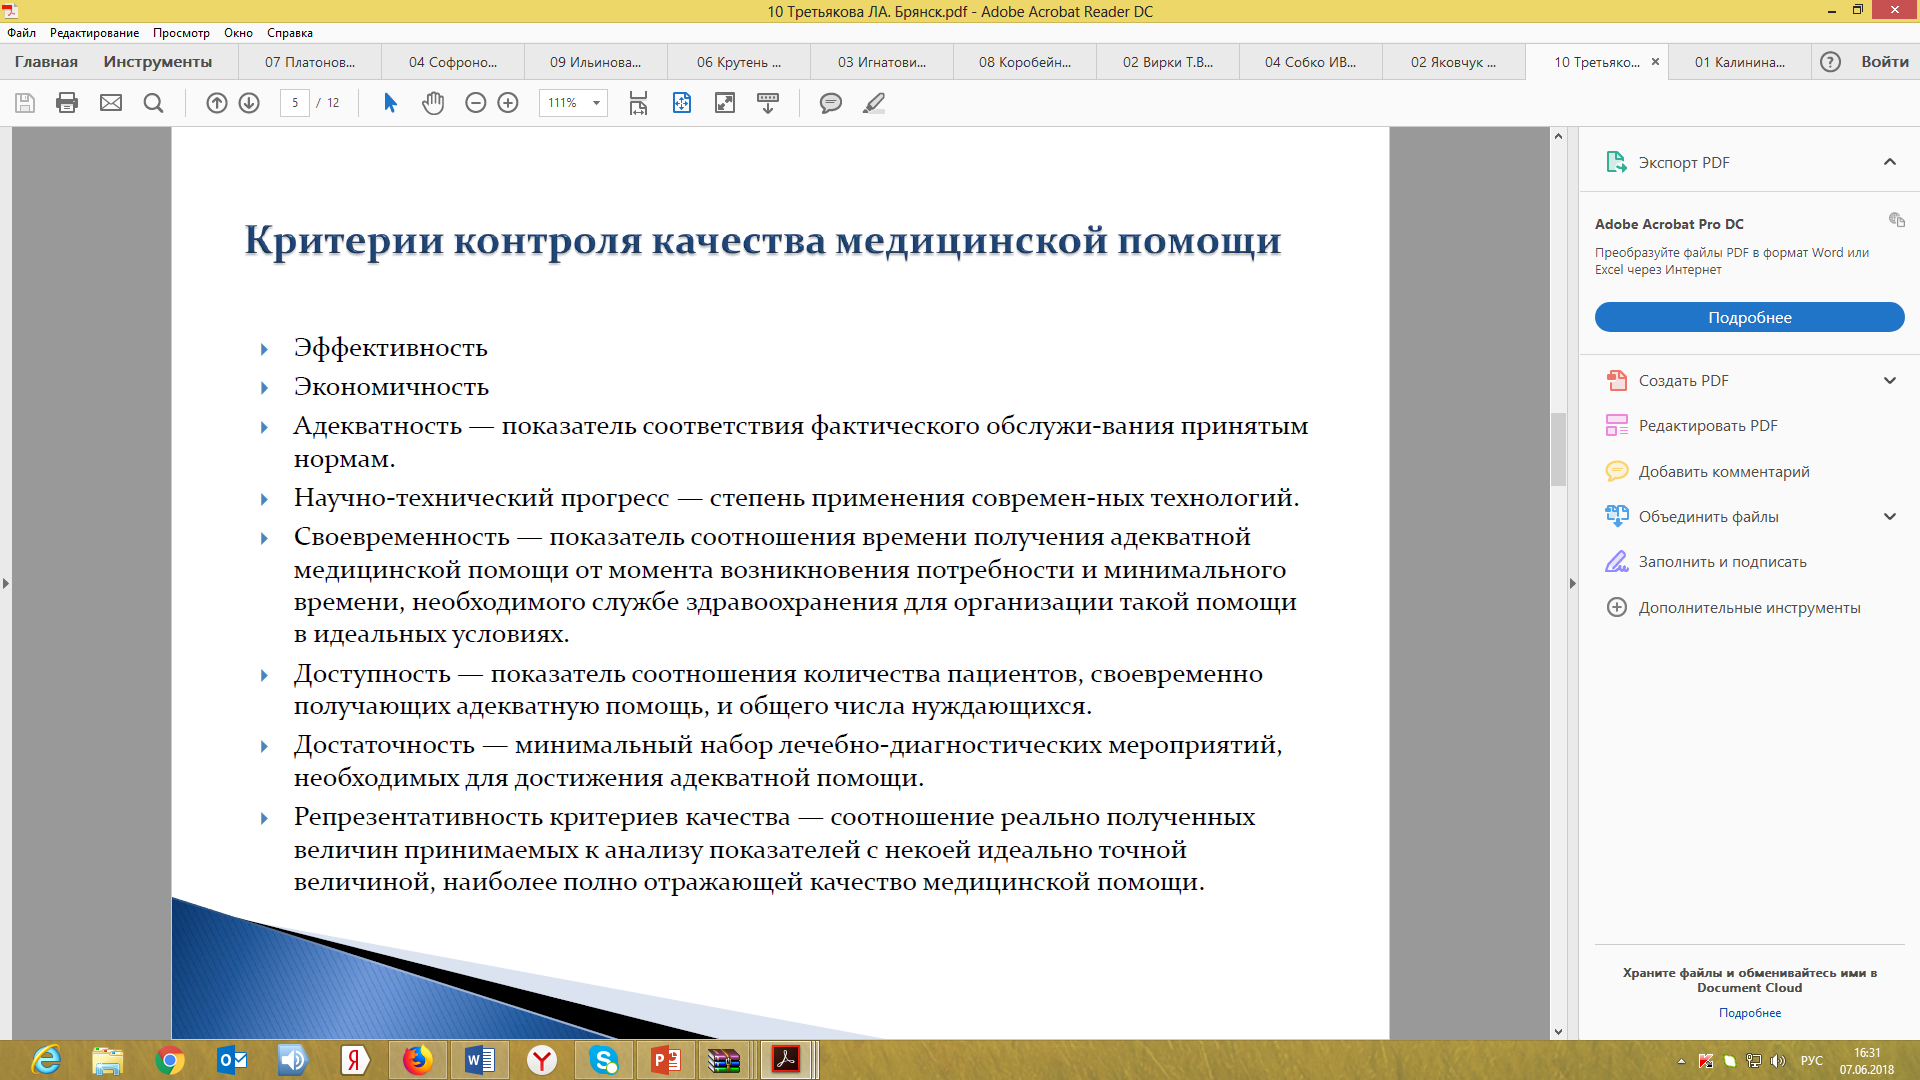 10 Третьякова ЛА. Брянск.pdf - Adobe Acrobat Reader DC
Файл Редактирование Просмотр Окно Справка
Главная Инструменты 07 Платонов... 04 Софроно... 09 Ильинова... 06 Крутень ... 03 Игнатови... 08 Коробейн... 02 Вирки Т.В... 04 Собко ИВ... 02 Яковчук ... 10 Третьяко... 01 Калинина... Войти
5 / 12 111%
Критерии контроля качества медицинской помощи
Эффективность
Экономичность
Адекватность — показатель соответствия фактического обслужи-вания принятым
нормам.
Научно-технический прогресс — степень применения современ-ных технологий.
Своевременность — показатель соотношения времени получения адекватной
медицинской помощи от момента возникновения потребности и минимального
времени, необходимого службе здравоохранения для организации такой помощи
в идеальных условиях.
Доступность — показатель соотношения количества пациентов, своевременно
получающих адекватную помощь, и общего числа нуждающихся.
Достаточность — минимальный набор лечебно-диагностических мероприятий,
необходимых для достижения адекватной помощи.
Репрезентативность критериев качества — соотношение реально полученных
величин принимаемых к анализу показателей с некоей идеально точной
величиной, наиболее полно отражающей качество медицинской помощи.
Экспорт PDF
Adobe Acrobat Pro DC
Преобразуйте файлы PDF в формат Word или
Excel через Интернет
Подробнее
Создать PDF
Редактировать PDF
Добавить комментарий
Объединить файлы
Заполнить и подписать
Дополнительные инструменты
Храните файлы и обменивайтесь ими в
Document Cloud
Подробнее
РУС
16:31
07.06.2018